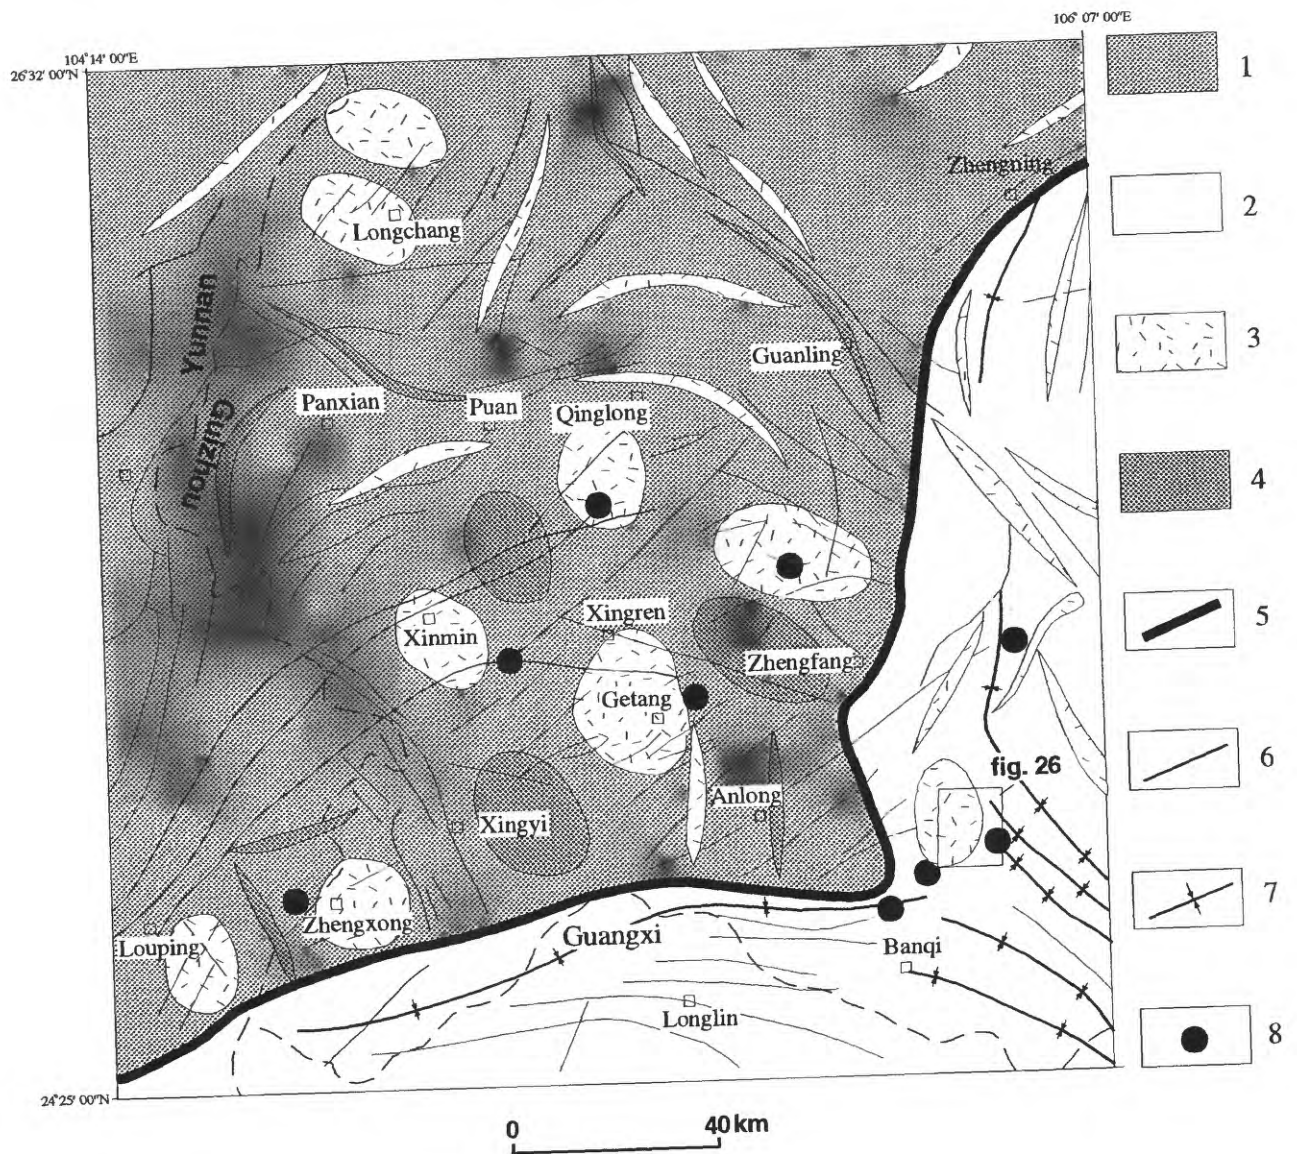 106° 07' 00"E
104° 14' 00"E
26° 32' 00"N
1
2
3
4
5
6
7
8
Zhengning
Longchang
Yunnan
Guizhou
Guanling
Panxian
Puan
Qinglong
Xingren
Xinmin
Zhengfang
Getang
fig. 26
Anlong
Xingyi
Zhengxong
Louping
Guangxi
Banqi
Longlin
24° 25' 00"N
0
40 km